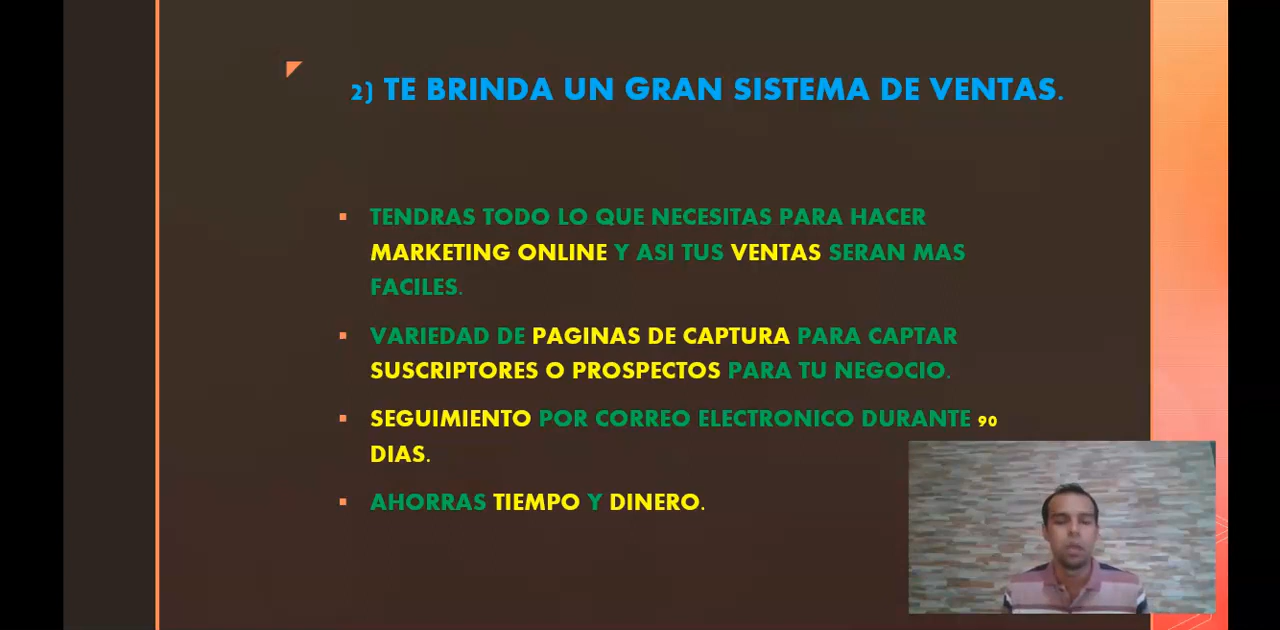 2) TE BRINDA UN GRAN SISTEMA DE VENTAS.
TENDRAS TODO LO QUE NECESITAS PARA HACER
MARKETING ONLINE Y ASI TUS VENTAS SERAN MAS
FACILES.
VARIEDAD DE PAGINAS DE CAPTURA PARA CAPTAR
SUSCRIPTORES O PROSPECTOS PARA TU NEGOCIO.
SEGUIMIENTO POR CORREO ELECTRONICO DURANTE 90
DIAS.
AHORRAS TIEMPO Y DINERO.